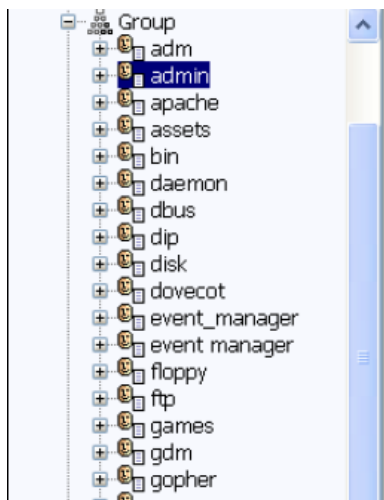 Group
adm
admin
apache
assets
bin
daemon
dbus
dip
disk
dovecot
event_manager
event manager
floppy
ftp
games
gdm
gopher